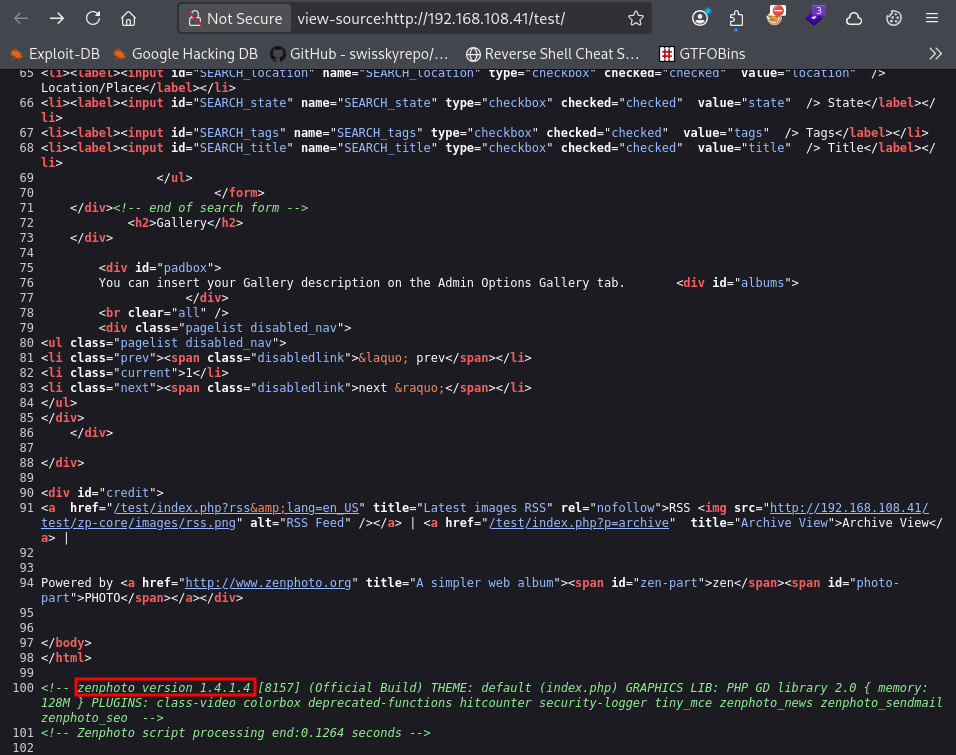 Not Secure view-source:http://192.168.108.41/test/
3
Exploit-DB Google Hacking DB GitHub - swisskyrepo/... Reverse Shell Cheat S... GTFOBins
65 <li><label><input id="SEARCH_location" name="SEARCH_location" type="checkbox" checked="checked"  value="location"  />
Location/Place</label></li>
66 <li><label><input id="SEARCH_state" name="SEARCH_state" type="checkbox" checked="checked"  value="state"  /> State</label></
li>
67 <li><label><input id="SEARCH_tags" name="SEARCH_tags" type="checkbox" checked="checked"  value="tags"  /> Tags</label></li>
68 <li><label><input id="SEARCH_title" name="SEARCH_title" type="checkbox" checked="checked"  value="title"  /> Title</label></
li>
69 </ul>
70 </form>
71 </div><!-- end of search form -->
72 <h2>Gallery</h2>
73 </div>
74
75 <div id="padbox">
76 You can insert your Gallery description on the Admin Options Gallery tab. <div id="albums">
77 </div>
78 <br clear="all" />
79 <div class="pagelist disabled_nav">
80 <ul class="pagelist disabled_nav">
81 <li class="prev"><span class="disabledlink">&laquo; prev</span></li>
82 <li class="current">1</li>
83 <li class="next"><span class="disabledlink">next &raquo;</span></li>
84 </ul>
85 </div>
86 </div>
87
88 </div>
89
90 <div id="credit">
91 <a  href="/test/index.php?rss&amp;lang=en_US" title="Latest images RSS" rel="nofollow">RSS <img src="http://192.168.108.41/
test/zp-core/images/rss.png" alt="RSS Feed" /></a> | <a href="/test/index.php?p=archive"  title="Archive View">Archive View</
a> |
92
93
94 Powered by <a href="http://www.zenphoto.org" title="A simpler web album"><span id="zen-part">zen</span><span id="photo-
part">PHOTO</span></a></div>
95
96
97 </body>
98 </html>
99
100 <!-- zenphoto version 1.4.1.4 [8157] (Official Build) THEME: default (index.php) GRAPHICS LIB: PHP GD library 2.0 { memory:
128M } PLUGINS: class-video colorbox deprecated-functions hitcounter security-logger tiny_mce zenphoto_news zenphoto_sendmail
zenphoto_seo  -->
101 <!-- Zenphoto script processing end:0.1264 seconds -->
102